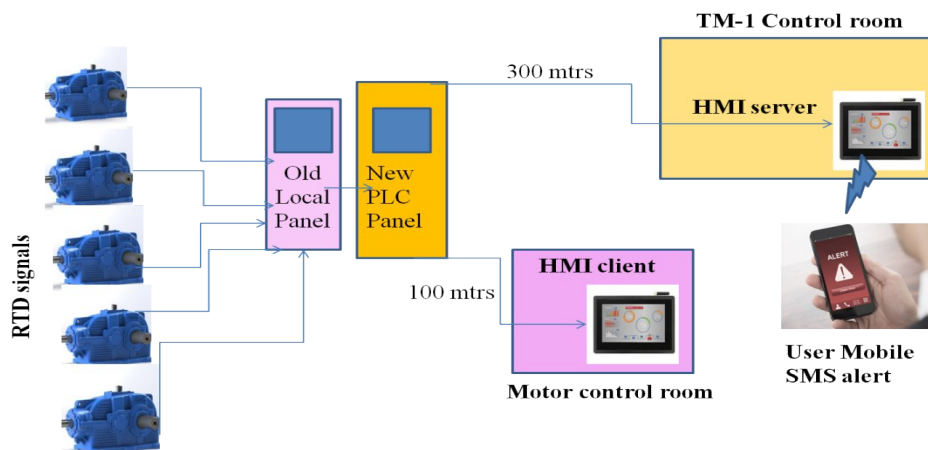 TM-1 Control room
300 mtrs
HMI server
Old
Local
Panel
New
PLC
Panel
RTD signals
HMI client
100 mtrs
ALERT
User Mobile
SMS alert
Motor control room